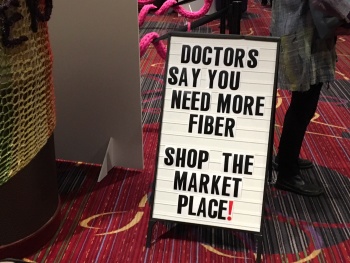 DOCTORS
SAY YOU
NEED MORE
FIBER
SHOP THE
MARKET
PLACE!